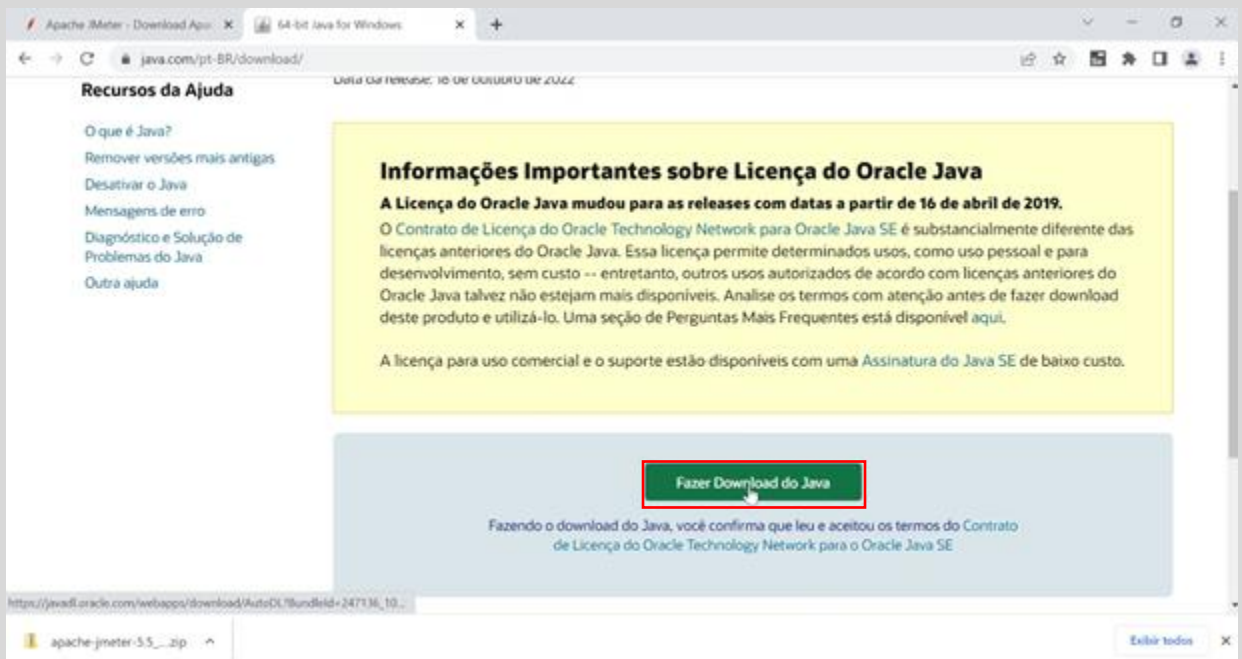 Apache JMeter - Download Apa
64-bit Java for Windows
java.com/pt-BR/download/
Recursos da Ajuda
O que é Java?
Remover versões mais antigas
Desativar o Java
Mensagens de erro
Diagnóstico e Solução de
Problemas do Java
Outra ajuda
Data da release: 18 de outubro de 2022
Informações Importantes sobre Licença do Oracle Java
A Licença do Oracle Java mudou para as releases com datas a partir de 16 de abril de 2019.
O Contrato de Licença do Oracle Technology Network para Oracle Java SE é substancialmente diferente das
licenças anteriores do Oracle Java. Essa licença permite determinados usos, como uso pessoal e para
desenvolvimento, sem custo -- entretanto, outros usos autorizados de acordo com licenças anteriores do
Oracle Java talvez não estejam mais disponíveis. Analise os termos com atenção antes de fazer download
deste produto e utilizá-lo. Uma seção de Perguntas Mais Frequentes está disponível aqui.
A licença para uso comercial e o suporte estão disponíveis com uma Assinatura do Java SE de baixo custo.
Fazer Download do Java
Fazendo o download do Java, você confirma que leu e aceitou os termos do Contrato
de Licença do Oracle Technology Network para o Oracle Java SE
https://javadl.oracle.com/webapps/download/AutoDL?BundleId=247136_10...
apache-jmeter-5.5_....zip
Exibir todos